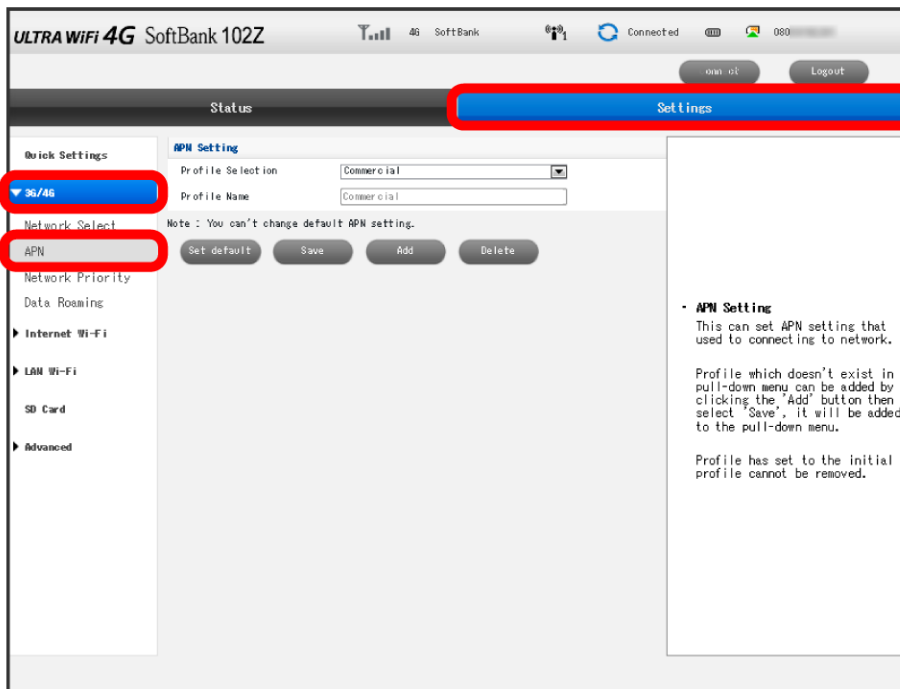 ULTRA WiFi 4G SoftBank 102Z 4G SoftBank 1 Connected 080
Logout
Status Settings
Quick Settings
3G/4G
Network Select
APN
Network Priority
Data Roaming
Internet Wi-Fi
LAN Wi-Fi
SD Card
Advanced
APN Setting
Profile Selection Commercial
Profile Name Commercial
Note : You can't change default APN setting.
Set default Save Add Delete
- APN Setting
This can set APN setting that
used to connecting to network.
Profile which doesn't exist in
pull-down menu can be added by
clicking the 'Add' button then
select 'Save', it will be added
to the pull-down menu.
Profile has set to the initial
profile cannot be removed.